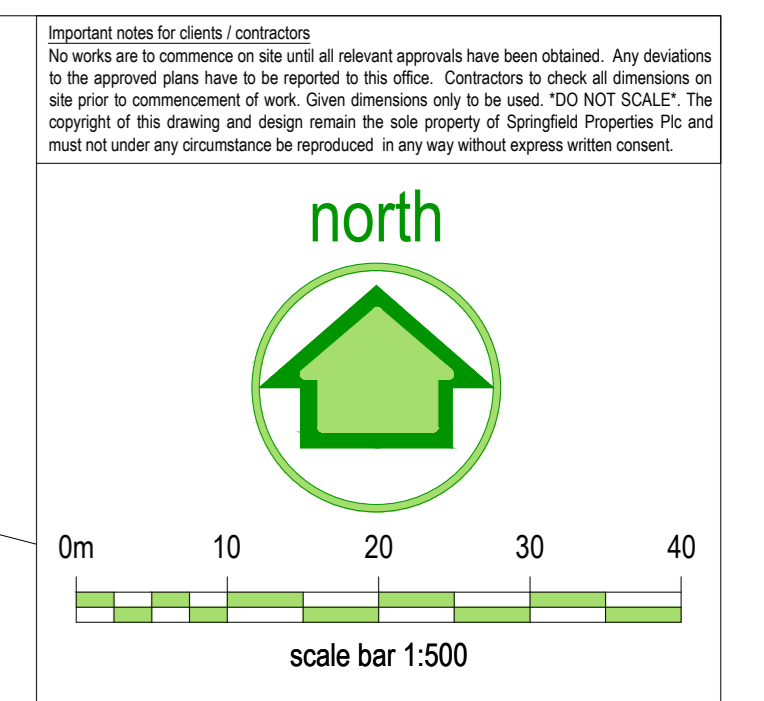 Important notes for clients / contractors
No works are to commence on site until all relevant approvals have been obtained. Any deviations
to the approved plans have to be reported to this office. Contractors to check all dimensions on
site prior to commencement of work. Given dimensions only to be used. *DO NOT SCALE*. The
copyright of this drawing and design remain the sole property of Springfield Properties Plc and
must not under any circumstance be reproduced in any way without express written consent.
north
0m 10 20 30 40
scale bar 1:500